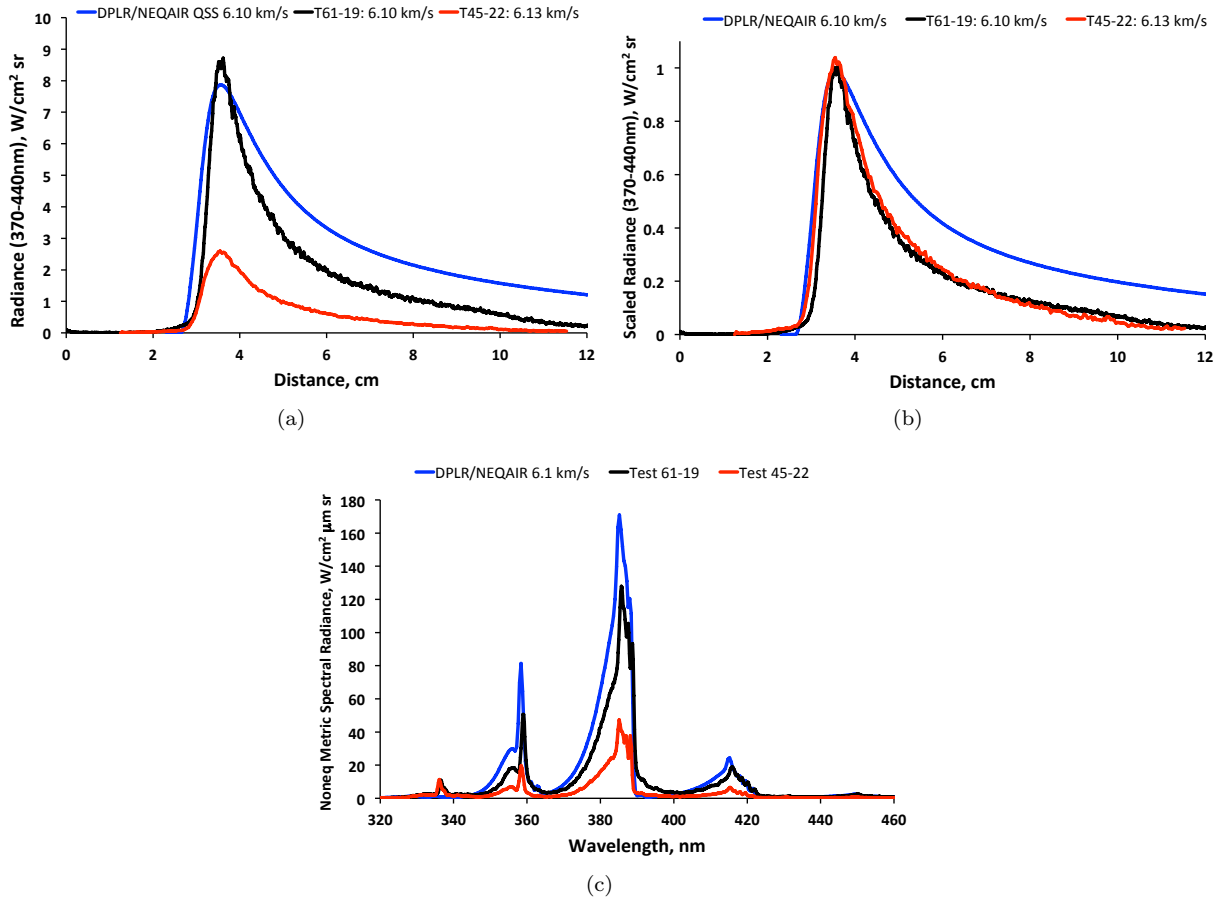 DPLR/NEQAIR QSS 6.10 km/s T61-19: 6.10 km/s T45-22: 6.13 km/s
Radiance (370-440nm), W/cm² sr
10
9
8
7
6
5
4
3
2
1
0
0 2 4 6 8 10 12
Distance, cm
(a)
DPLR/NEQAIR QSS 6.10 km/s T61-19: 6.10 km/s T45-22: 6.13 km/s
Scaled Radiance (370-440nm), W/cm² sr
1
0.8
0.6
0.4
0.2
0
0 2 4 6 8 10 12
Distance, cm
(b)
DPLR/NEQAIR 6.1 km/s Test 61-19 Test 45-22
Noneq Metric Spectral Radiance, W/cm² μm sr
180
160
140
120
100
80
60
40
20
0
320 340 360 380 400 420 440 460
Wavelength, nm
(c)